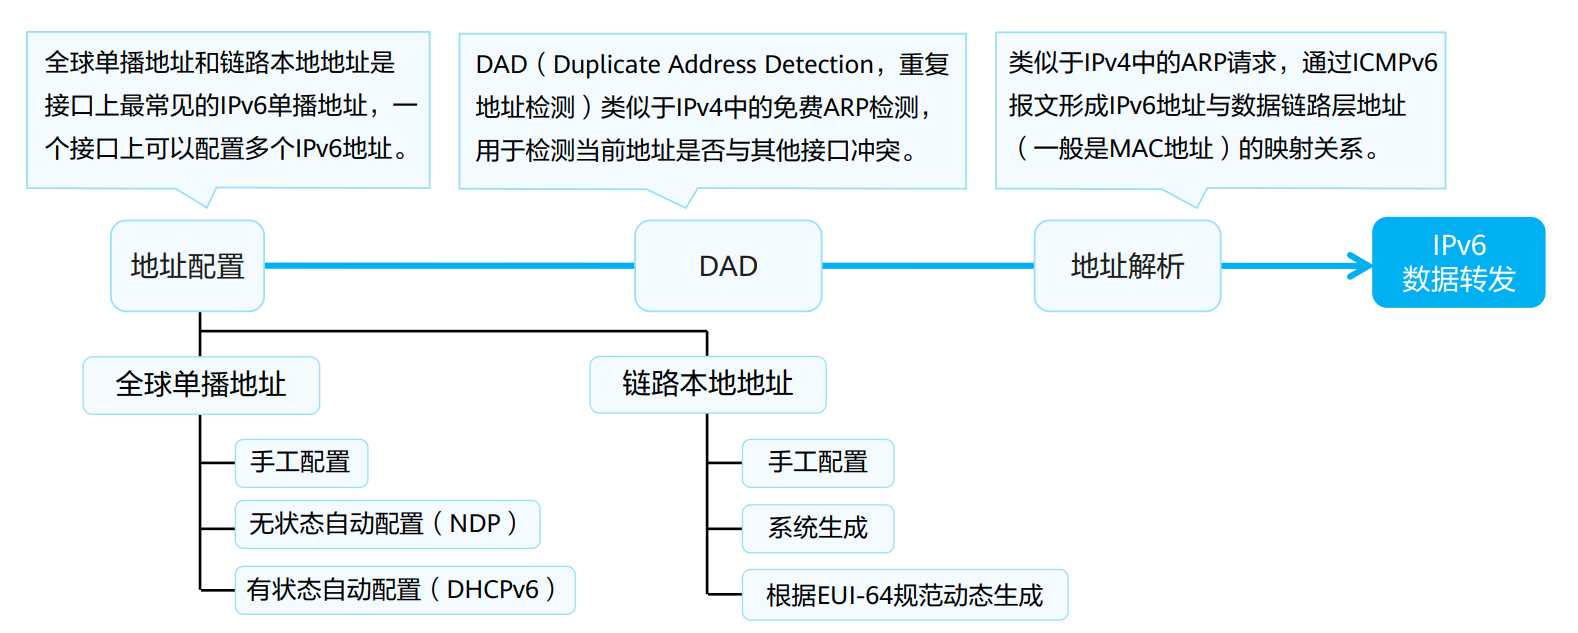 全球单播地址和链路本地地址是
接口上最常见的IPv6单播地址，一
个接口上可以配置多个IPv6地址。
DAD（Duplicate Address Detection，重复
地址检测）类似于IPv4中的免费ARP检测，
用于检测当前地址是否与其他接口冲突。
类似于IPv4中的ARP请求，通过ICMPv6
报文形成IPv6地址与数据链路层地址
（一般是MAC地址）的映射关系。
地址配置
DAD
地址解析
IPv6
数据转发
全球单播地址
手工配置
无状态自动配置（NDP）
有状态自动配置（DHCPv6）
链路本地地址
手工配置
系统生成
根据EUI-64规范动态生成